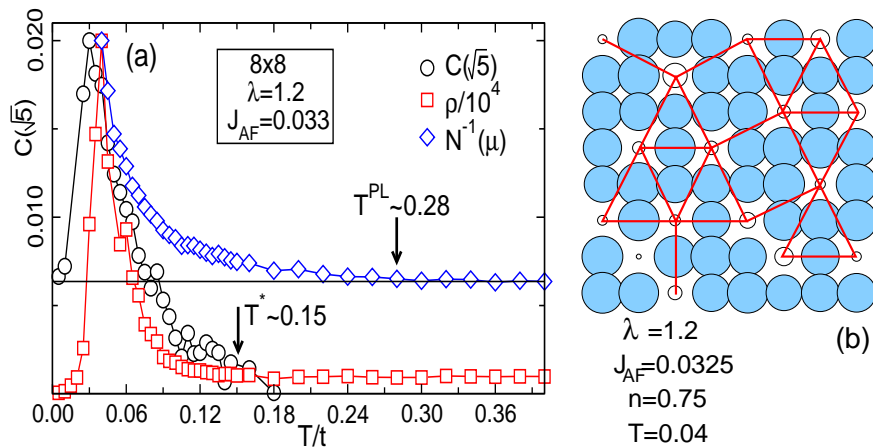 (a)
8x8
λ=1.2
J_AF=0.033
C(√5)
ρ/10^4
N^-1(μ)
T^PL~0.28
T^*~0.15
C(√5)
0.020
0.010
0.00
0.00 0.06 0.12 0.18 0.24 0.30 0.36
T/t
(b)
λ =1.2
J_AF=0.0325
n=0.75
T=0.04